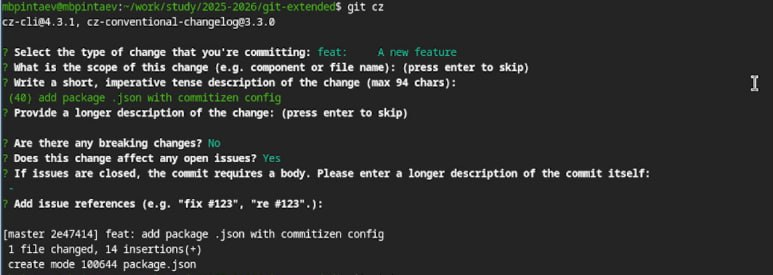 mbpintaev@mbpintaev:~/work/study/2025-2026/git-extended$ git cz
cz-cli@4.3.1, cz-conventional-changelog@3.3.0
? Select the type of change that you're committing: feat:     A new feature
? What is the scope of this change (e.g. component or file name): (press enter to skip)
? Write a short, imperative tense description of the change (max 94 chars):
(40) add package .json with commitizen config
? Provide a longer description of the change: (press enter to skip)
? Are there any breaking changes? No
? Does this change affect any open issues? Yes
? If issues are closed, the commit requires a body. Please enter a longer description of the commit itself:
-
? Add issue references (e.g. "fix #123", "re #123".):
[master 2e47414] feat: add package .json with commitizen config
1 file changed, 14 insertions(+)
create mode 100644 package.json